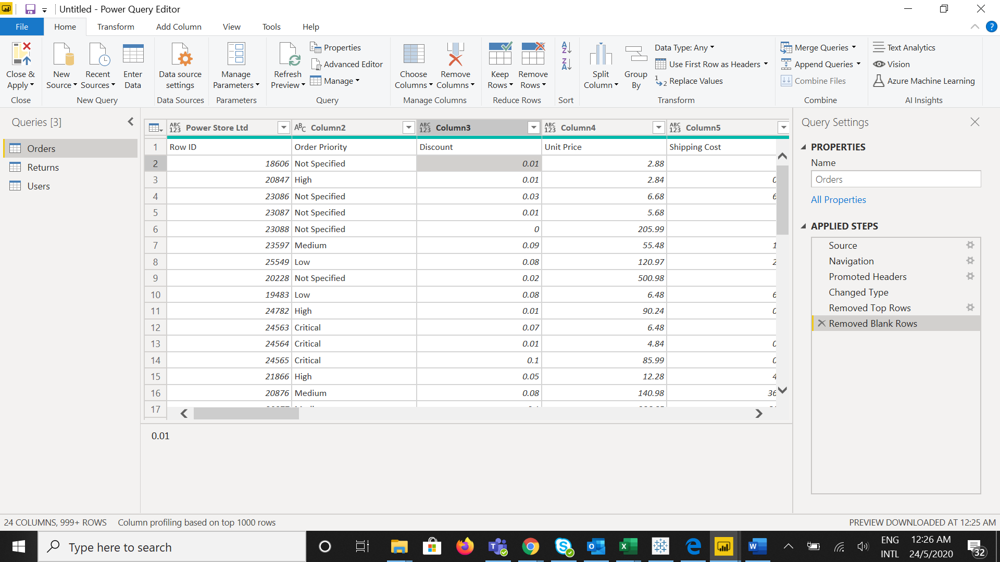 Untitled - Power Query Editor
File Home Transform Add Column View Tools Help
Close & Apply
New Source
Recent Sources
Enter Data
Data source settings
Manage Parameters
Refresh Preview
Properties
Advanced Editor
Manage
Choose Columns
Remove Columns
Keep Rows
Remove Rows
Split Column
Group By
Data Type: Any
Use First Row as Headers
Replace Values
Merge Queries
Append Queries
Combine Files
Text Analytics
Vision
Azure Machine Learning
Close New Query Data Sources Parameters Query Manage Columns Reduce Rows Sort Transform Combine AI Insights
Queries [3]
Orders
Returns
Users
ABC 123 Power Store Ltd ABC Column2 ABC 123 Column3 ABC 123 Column4 ABC 123 Column5
1 Row ID Order Priority Discount Unit Price Shipping Cost
2 18606 Not Specified 0.01 2.88
3 20847 High 0.01 2.84 0
4 23086 Not Specified 0.03 6.68 6
5 23087 Not Specified 0.01 5.68
6 23088 Not Specified 0 205.99
7 23597 Medium 0.09 55.48 1
8 25549 Low 0.08 120.97 2
9 20228 Not Specified 0.02 500.98
10 19483 Low 0.08 6.48 6
11 24782 High 0.01 90.24 0
12 24563 Critical 0.07 6.48
13 24564 Critical 0.01 4.84 0
14 24565 Critical 0.1 85.99 0
15 21866 High 0.05 12.28 4
16 20876 Medium 0.08 140.98 36
17
0.01
Query Settings
PROPERTIES
Name
Orders
All Properties
APPLIED STEPS
Source
Navigation
Promoted Headers
Changed Type
Removed Top Rows
Removed Blank Rows
24 COLUMNS, 999+ ROWS Column profiling based on top 1000 rows
PREVIEW DOWNLOADED AT 12:25 AM
Type here to search
ENG
INTL
12:26 AM
24/5/2020
32